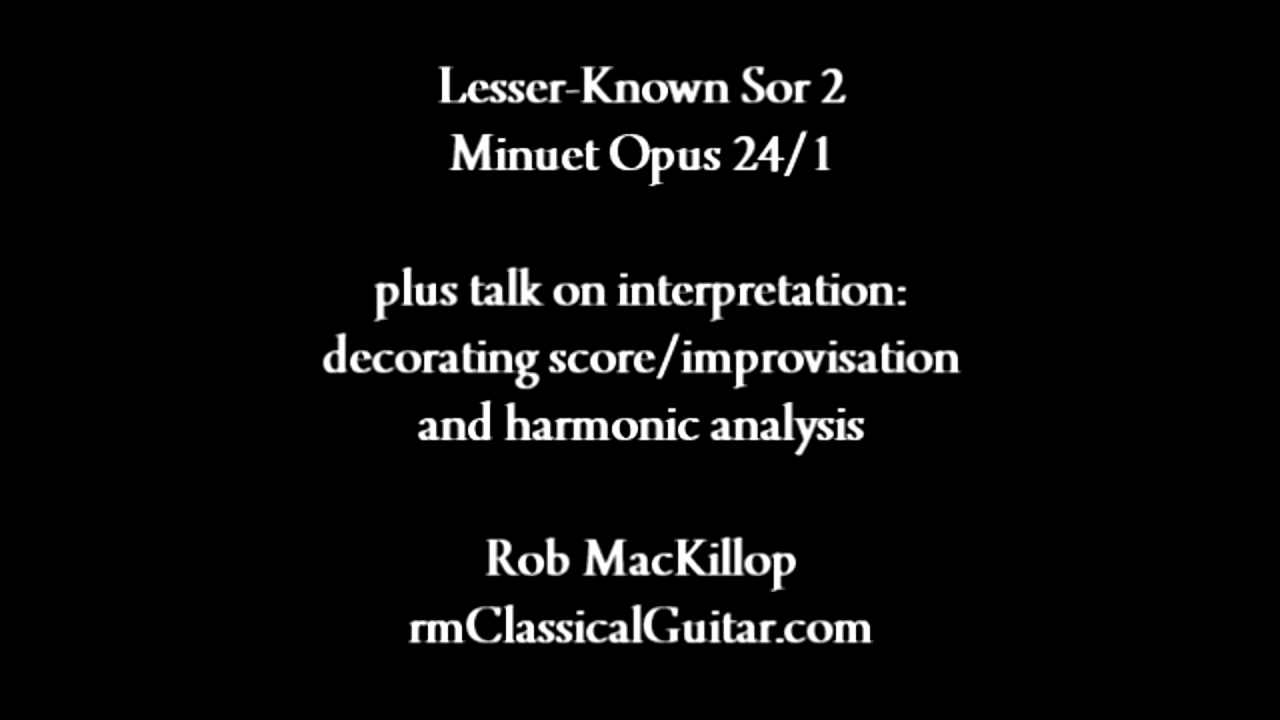 Lesser-Known Sor 2
Minuet Opus 24/1
plus talk on interpretation:
decorating score/improvisation
and harmonic analysis
Rob MacKillop
rmClassicalGuitar.com